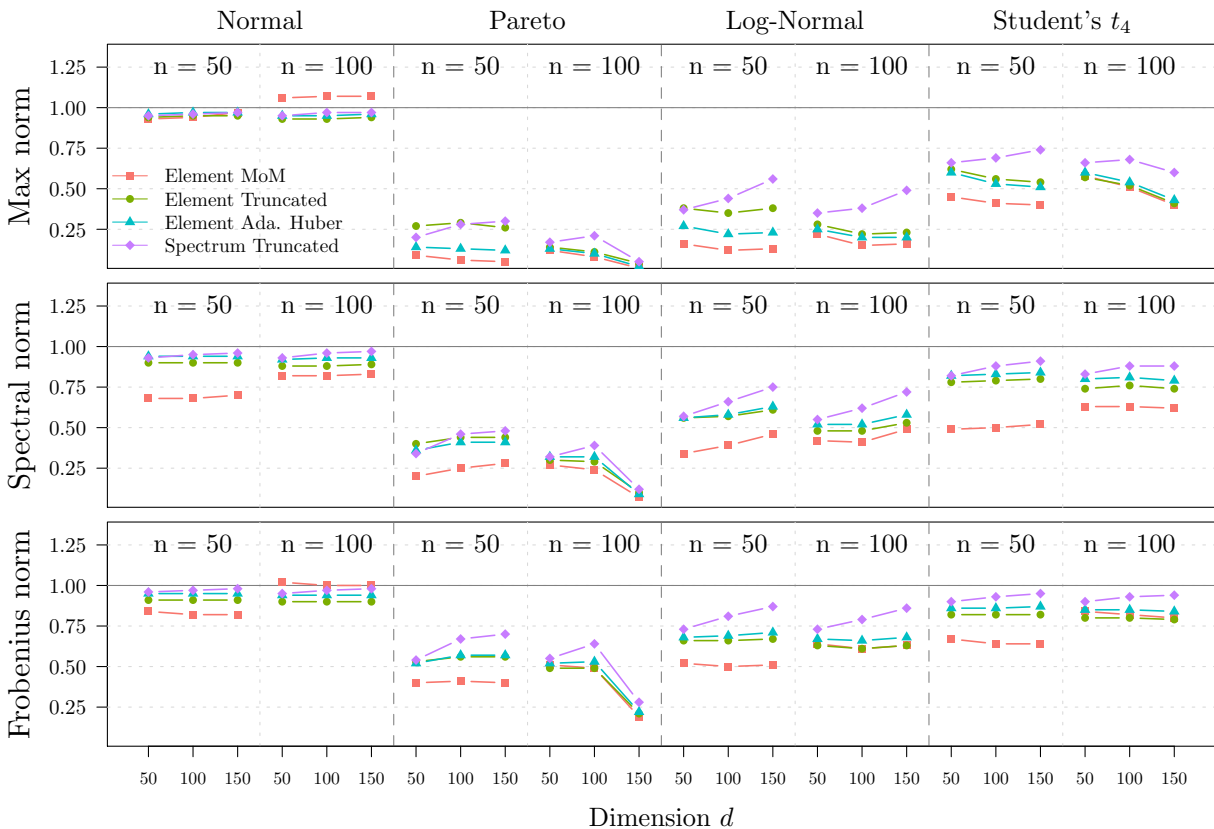 Normal Pareto Log-Normal Student's t₄
Max norm
1.25
1.00
0.75
0.50
0.25
n = 50 n = 100 n = 50 n = 100 n = 50 n = 100 n = 50 n = 100
Element MoM
Element Truncated
Element Ada. Huber
Spectrum Truncated
Spectral norm
1.25
1.00
0.75
0.50
0.25
n = 50 n = 100 n = 50 n = 100 n = 50 n = 100 n = 50 n = 100
Frobenius norm
1.25
1.00
0.75
0.50
0.25
n = 50 n = 100 n = 50 n = 100 n = 50 n = 100 n = 50 n = 100
50 100 150 50 100 150 50 100 150 50 100 150 50 100 150 50 100 150 50 100 150 50 100 150
Dimension d